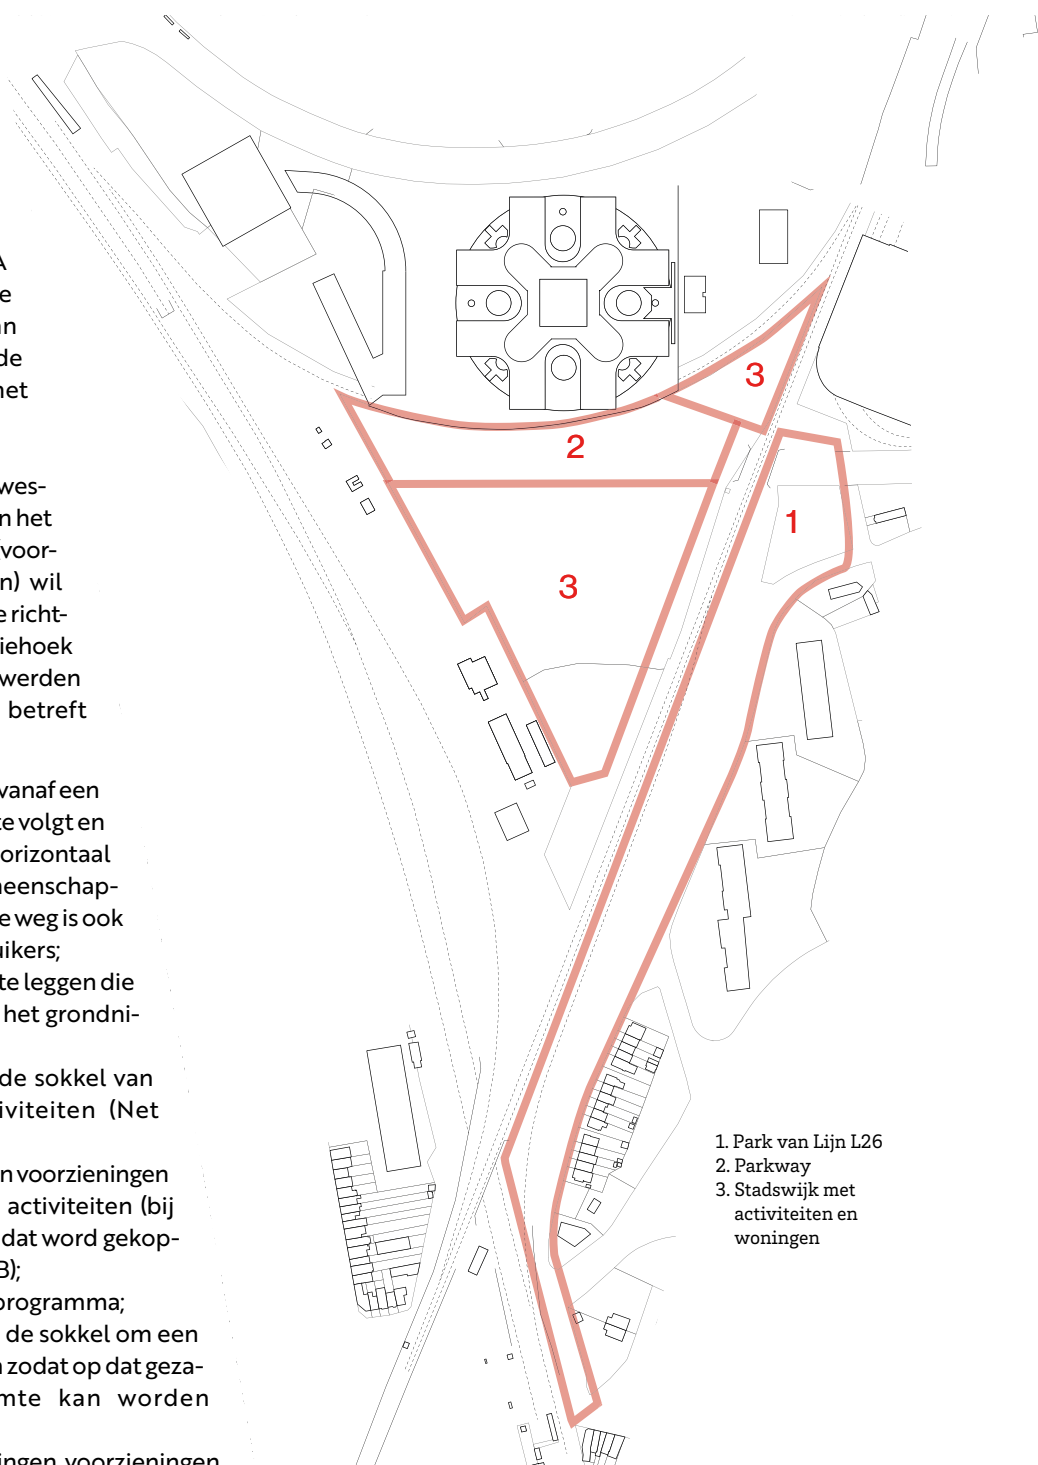 A
e
an
de
net
wes-
n het
voor-
n) wil
e richt-
iehoek
werden
betreft
vanaf een
te volgt en
orizontaal
neenschap-
e weg is ook
uikers;
te leggen die
het grondni-
de sokkel van
iviteiten (Net
n voorzieningen
activiteiten (bij
dat word gekop-
B);
programma;
de sokkel om een
n zodat op dat geza-
mte kan worden
ingen, voorzieningen
3
2
1
3
1. Park van Lijn L26
2. Parkway
3. Stadswijk met
activiteiten en
woningen